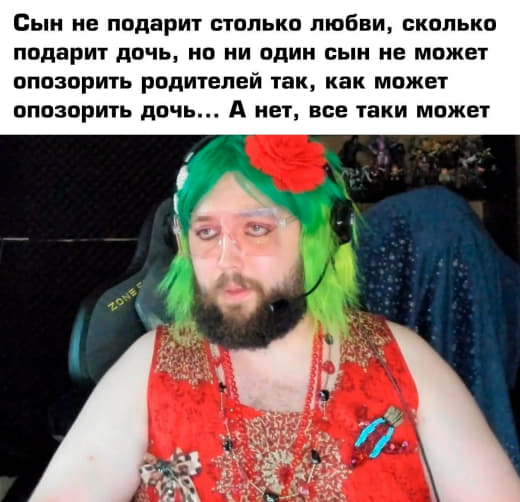 Сын не подарит столько любви, сколько
подарит дочь, но ни один сын не может
опозорить родителей так, как может
опозорить дочь... А нет, все таки может
ZONE